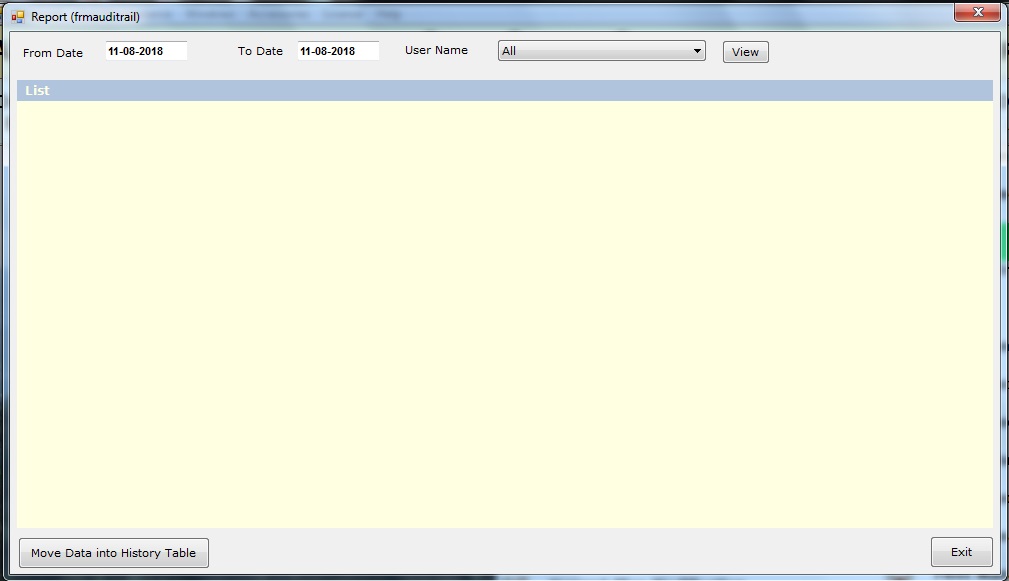 Report (frmauditrail)
From Date 11-08-2018 To Date 11-08-2018 User Name All View
List
Move Data into History Table Exit